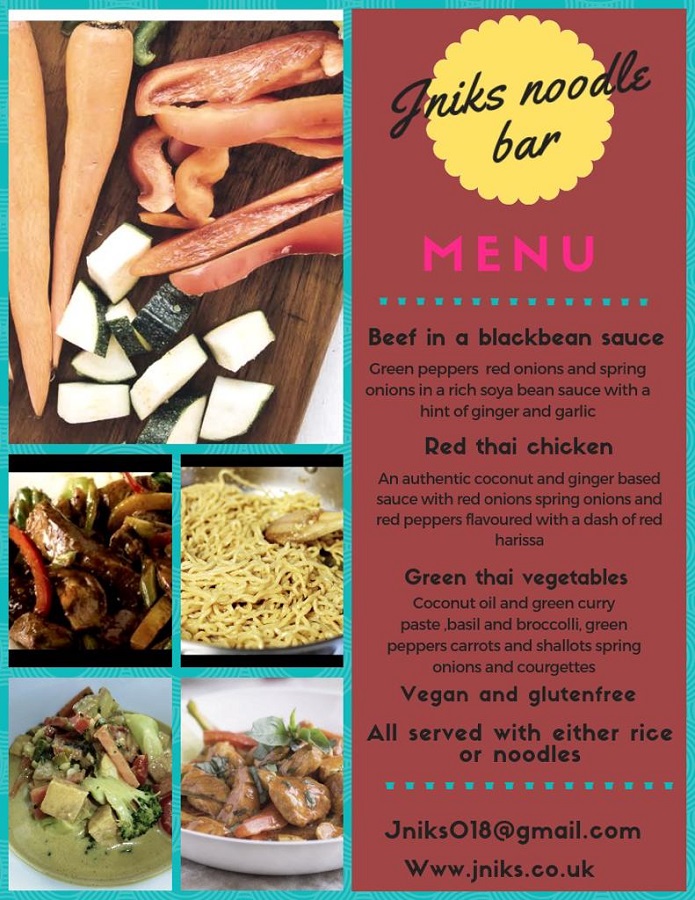 Jniks noodle
bar
MENU
Beef in a blackbean sauce
Green peppers red onions and spring
onions in a rich soya bean sauce with a
hint of ginger and garlic
Red thai chicken
An authentic coconut and ginger based
sauce with red onions spring onions and
red peppers flavoured with a dash of red
harissa
Green thai vegetables
Coconut oil and green curry
paste ,basil and broccolli, green
peppers carrots and shallots spring
onions and courgettes
Vegan and glutenfree
All served with either rice
or noodles
Jniks018@gmail.com
Www.jniks.co.uk